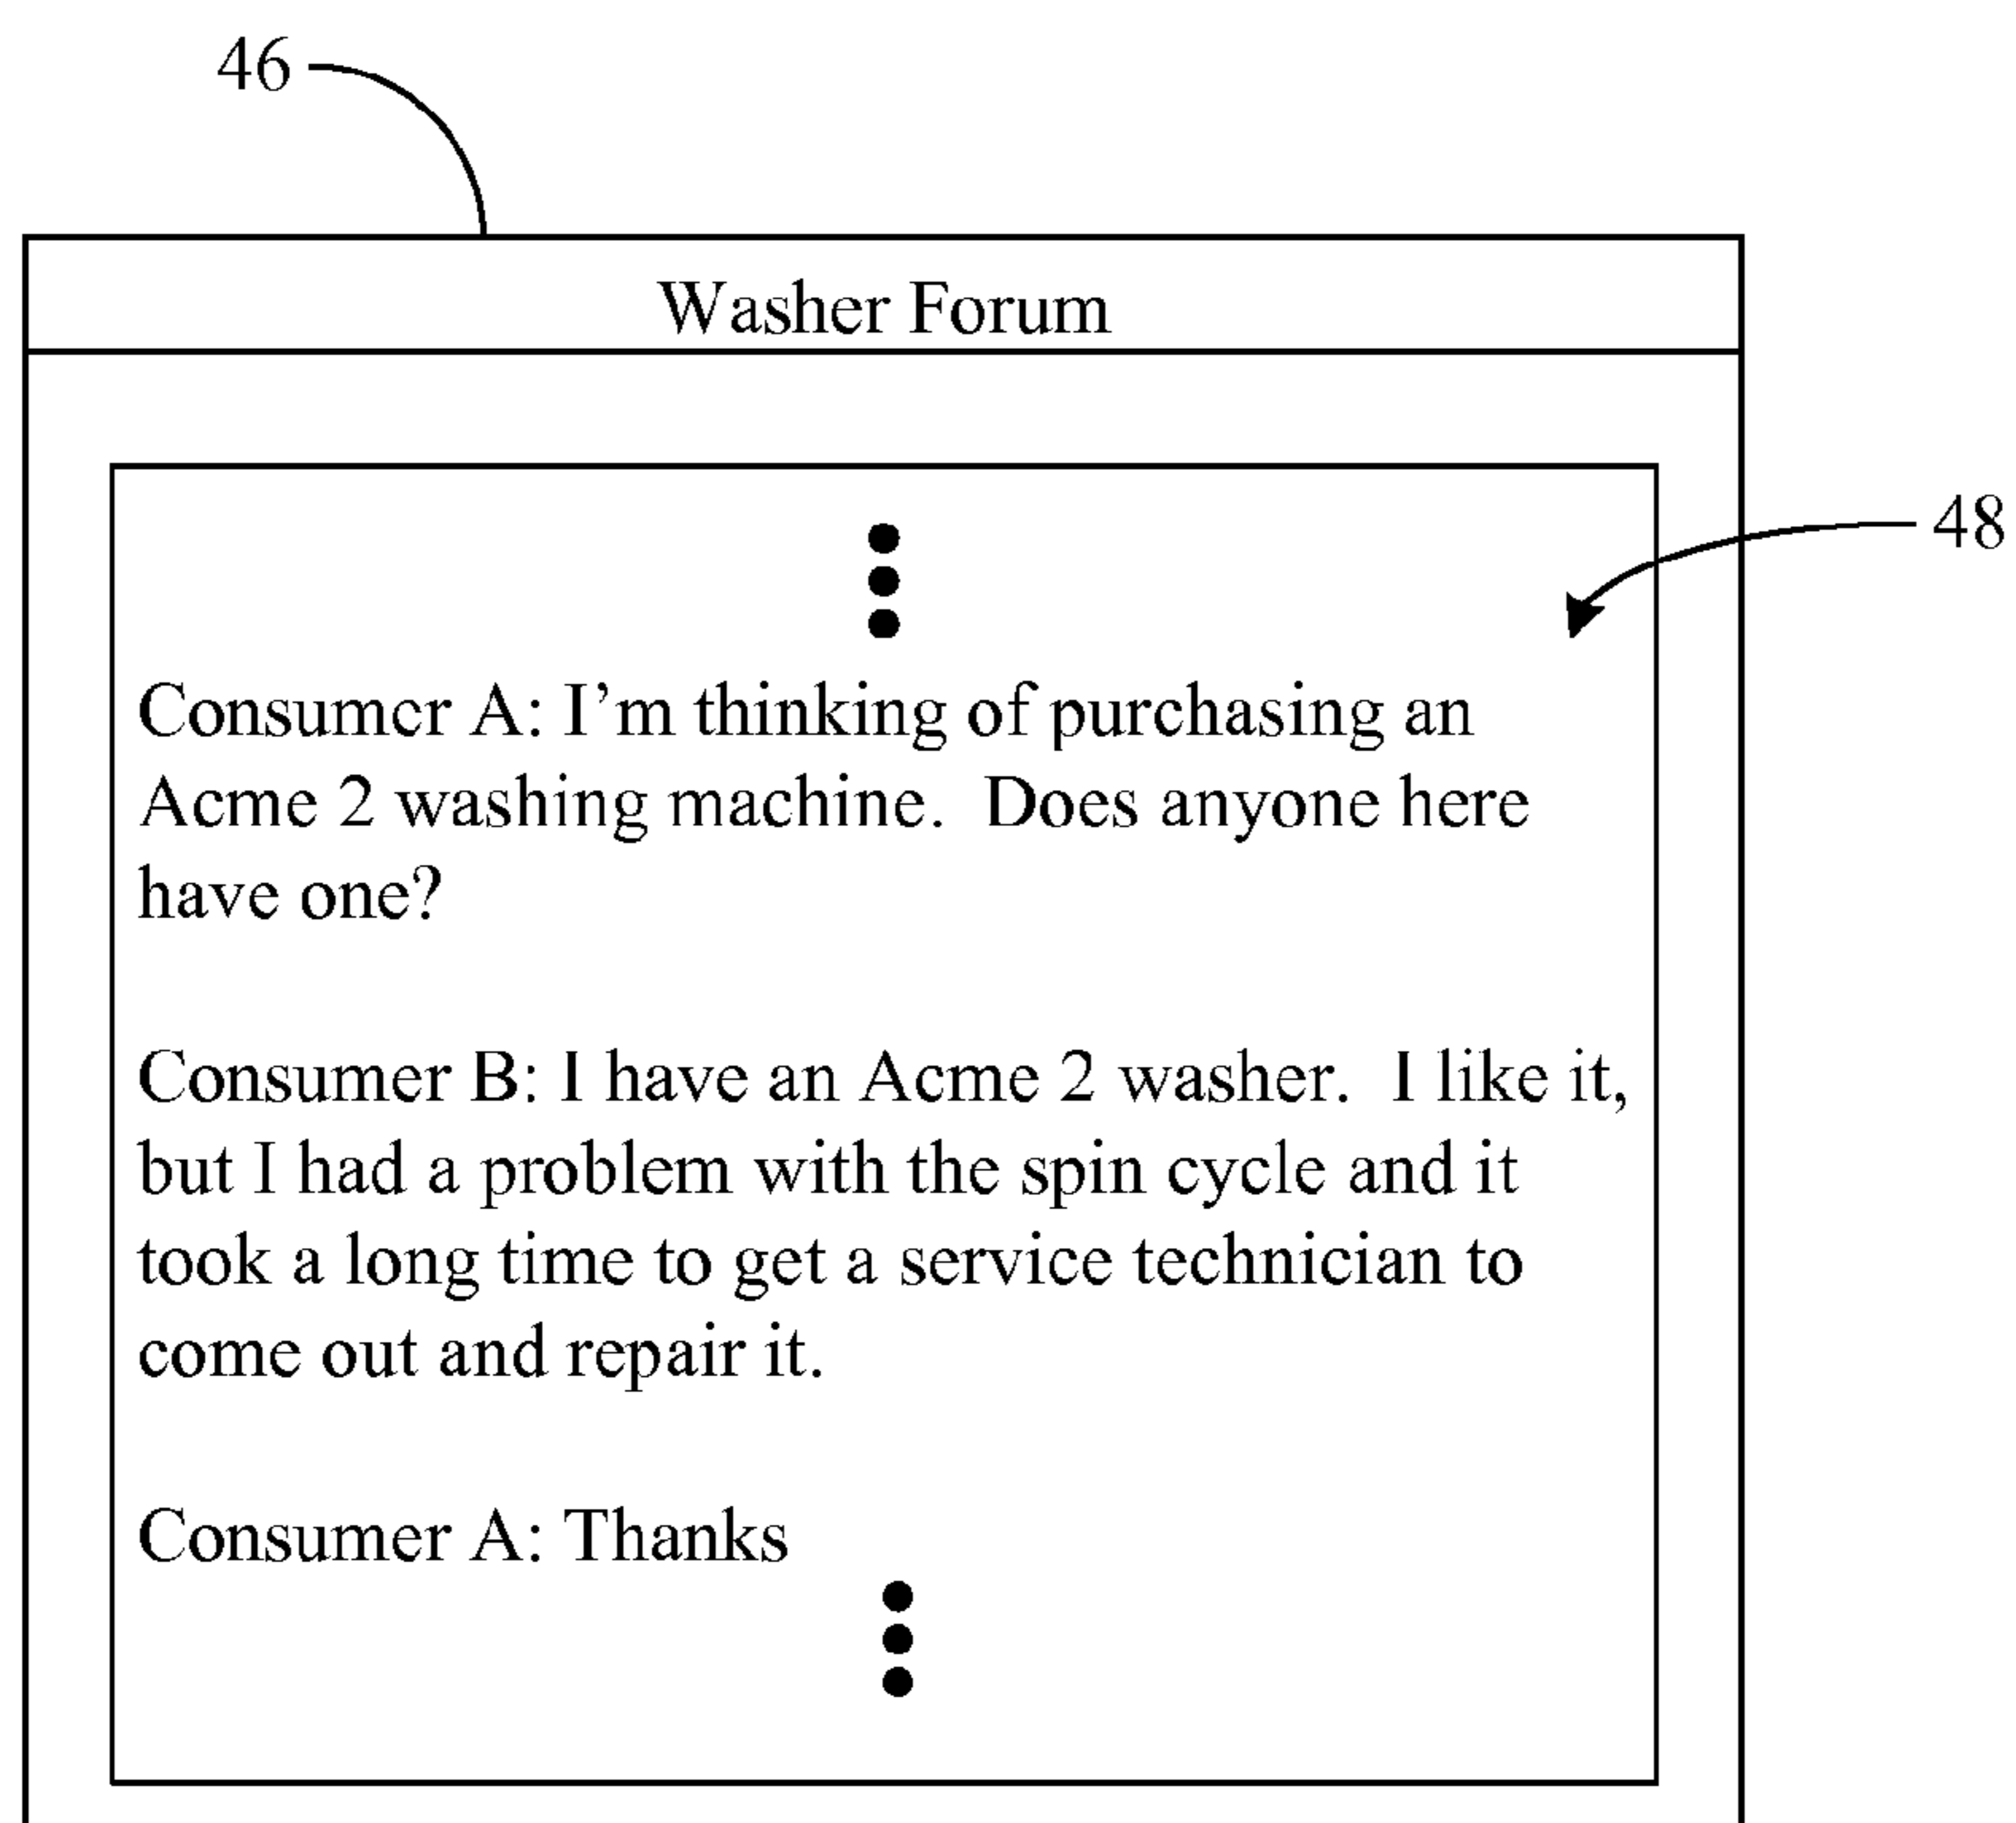 46
Washer Forum
48
Consumer A: I'm thinking of purchasing an
Acme 2 washing machine.  Does anyone here
have one?
Consumer B: I have an Acme 2 washer.  I like it,
but I had a problem with the spin cycle and it
took a long time to get a service technician to
come out and repair it.
Consumer A: Thanks